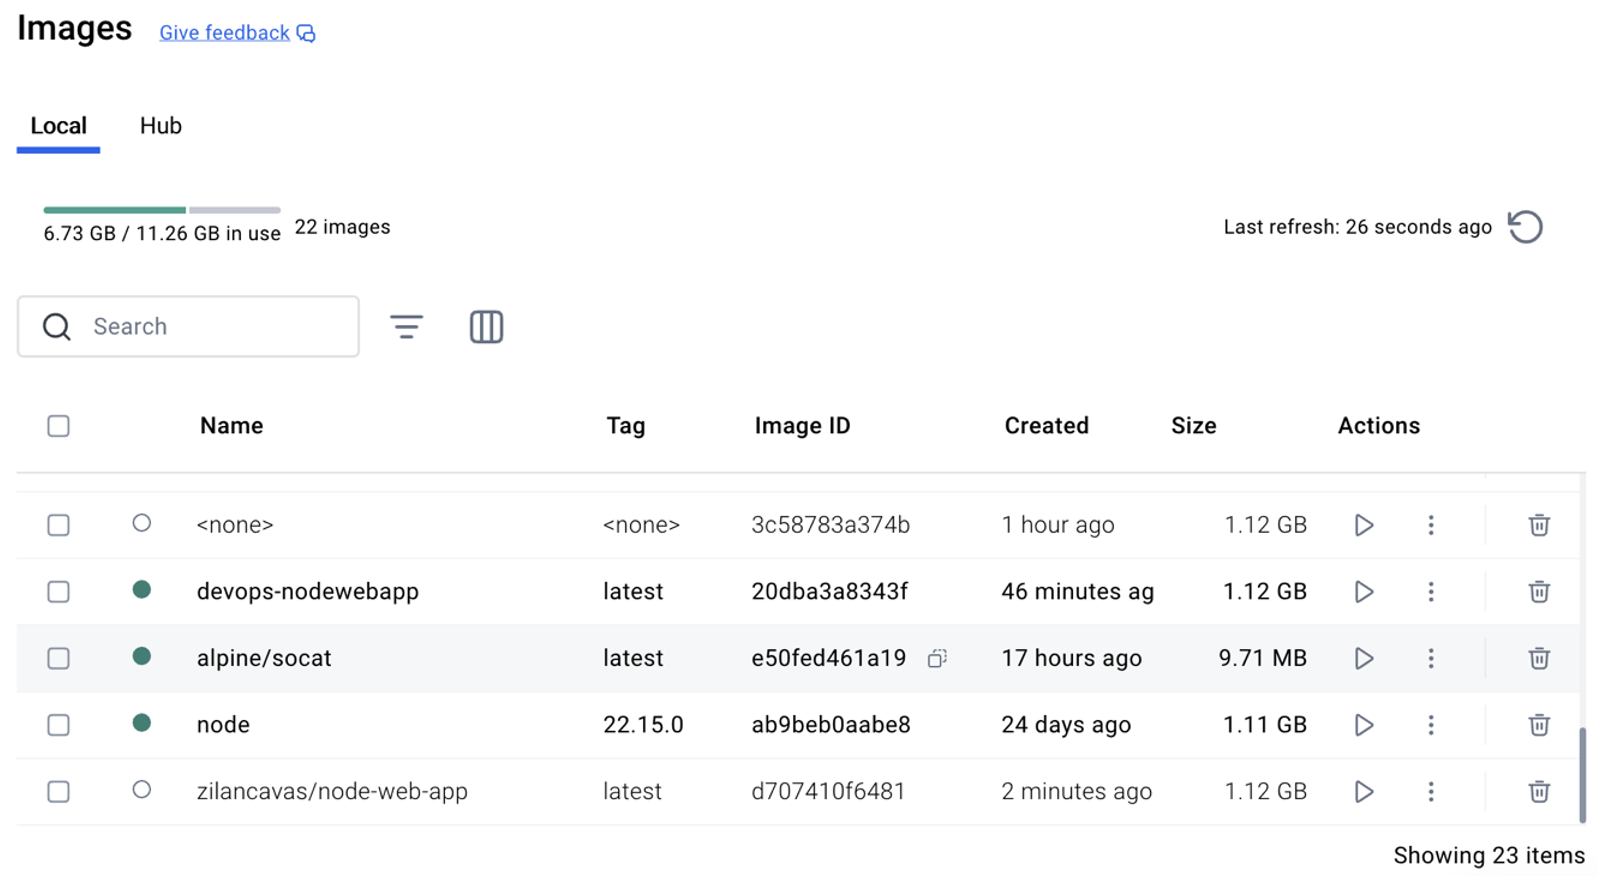 Images Give feedback
Local Hub
6.73 GB / 11.26 GB in use 22 images Last refresh: 26 seconds ago
Search
Name Tag Image ID Created Size Actions
<none> <none> 3c58783a374b 1 hour ago 1.12 GB
devops-nodewebapp latest 20dba3a8343f 46 minutes ag 1.12 GB
alpine/socat latest e50fed461a19 17 hours ago 9.71 MB
node 22.15.0 ab9beb0aabe8 24 days ago 1.11 GB
zilancavas/node-web-app latest d707410f6481 2 minutes ago 1.12 GB
Showing 23 items